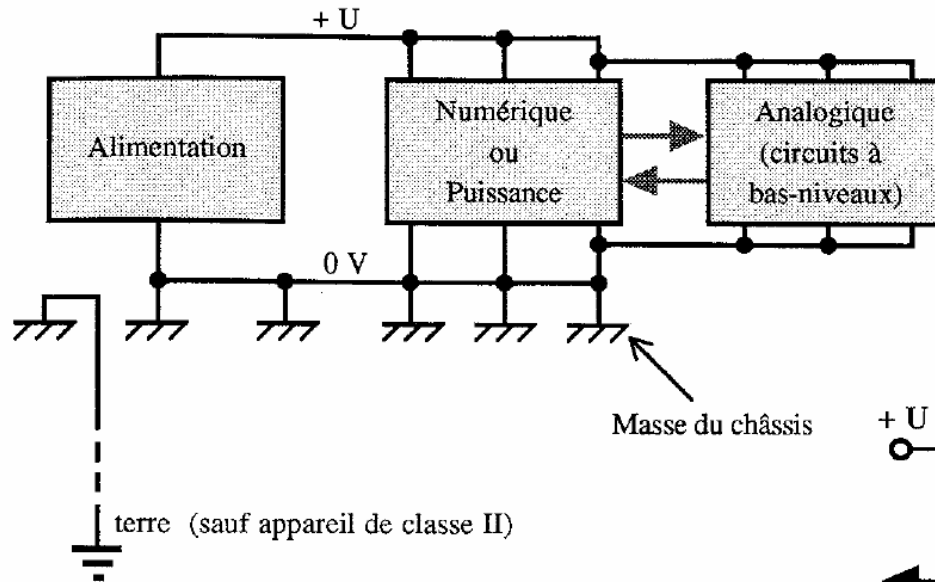 + U
Alimentation
Numérique
ou
Puissance
Analogique
(circuits à
bas-niveaux)
0 V
Masse du châssis
+ U
terre (sauf appareil de classe II)